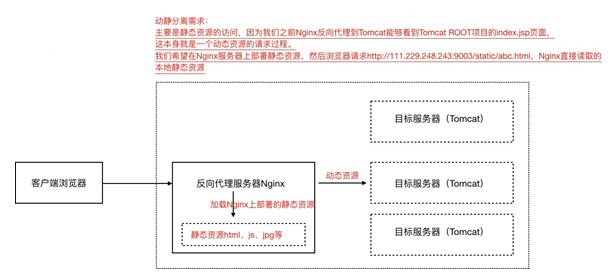 动静分离需求：
主要是静态资源的访问，因为我们之前Nginx反向代理到Tomcat能够看到Tomcat ROOT项目的index.jsp页面，
这本身就是一个动态资源的请求过程。
我们希望在Nginx服务器上部署静态资源，然后浏览器请求http://111.229.248.243:9003/static/abc.html，Nginx直接读取的
本地静态资源
目标服务器（Tomcat）
客户端浏览器
反向代理服务器Nginx
动态资源
目标服务器（Tomcat）
加载Nginx上部署的静态资源
静态资源html、js、jpg等
目标服务器（Tomcat）